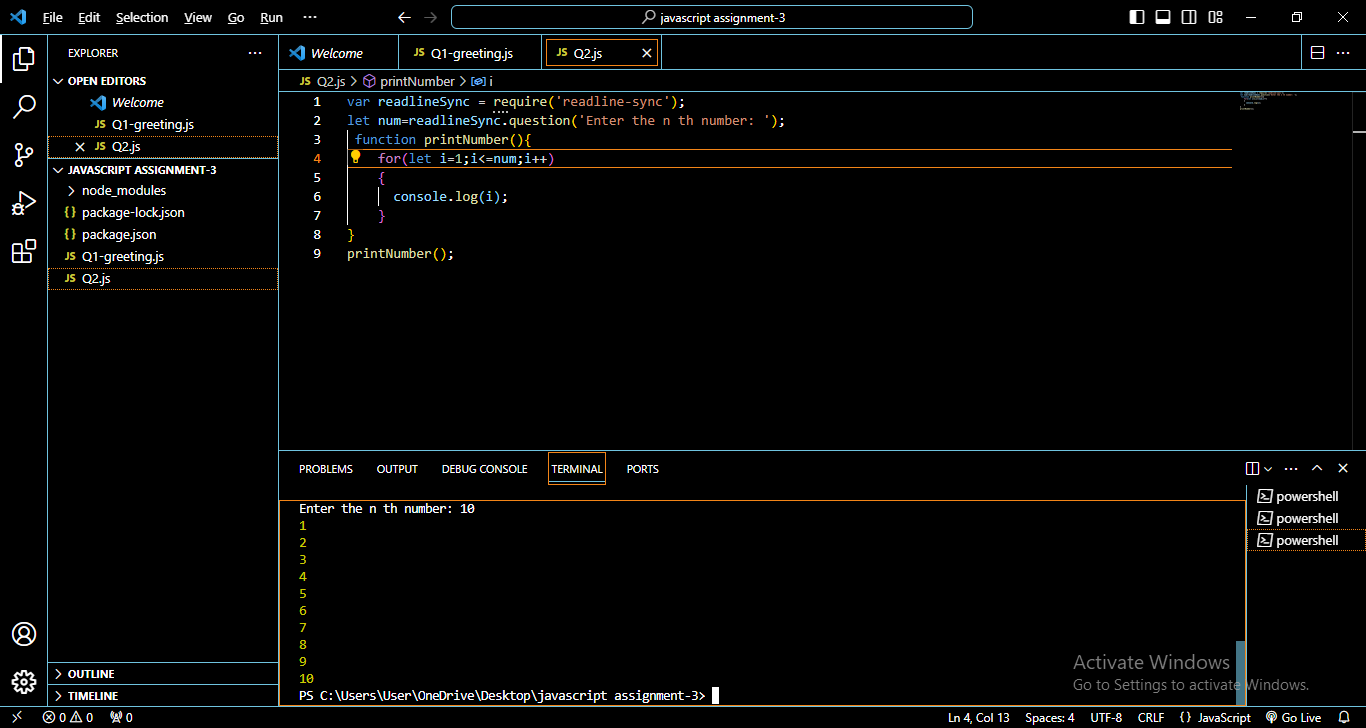 File Edit Selection View Go Run ··· javascript assignment-3
EXPLORER ···
OPEN EDITORS
Welcome
JS Q1-greeting.js
JS Q2.js
JAVASCRIPT ASSIGNMENT-3
node_modules
{} package-lock.json
{} package.json
JS Q1-greeting.js
JS Q2.js
OUTLINE
TIMELINE
Welcome JS Q1-greeting.js JS Q2.js
JS Q2.js > printNumber > i
1 var readlineSync = require('readline-sync');
2 let num=readlineSync.question('Enter the n th number: ');
3 function printNumber(){
4 for(let i=1;i<=num;i++)
5 {
6 console.log(i);
7 }
8 }
9 printNumber();
PROBLEMS OUTPUT DEBUG CONSOLE TERMINAL PORTS
Enter the n th number: 10
1
2
3
4
5
6
7
8
9
10
PS C:\Users\User\OneDrive\Desktop\javascript assignment-3>
powershell
powershell
powershell
Activate Windows
Go to Settings to activate Windows.
0 0 0 Ln 4, Col 13 Spaces: 4 UTF-8 CRLF {} JavaScript Go Live